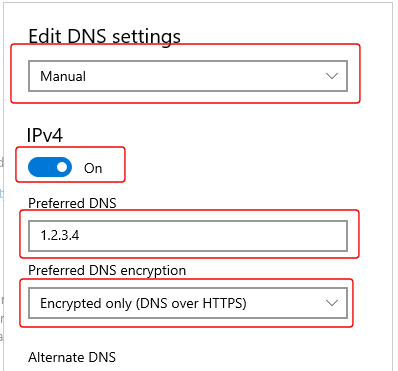 Edit DNS settings
Manual
IPv4
On
Preferred DNS
1.2.3.4
Preferred DNS encryption
Encrypted only (DNS over HTTPS)
Alternate DNS